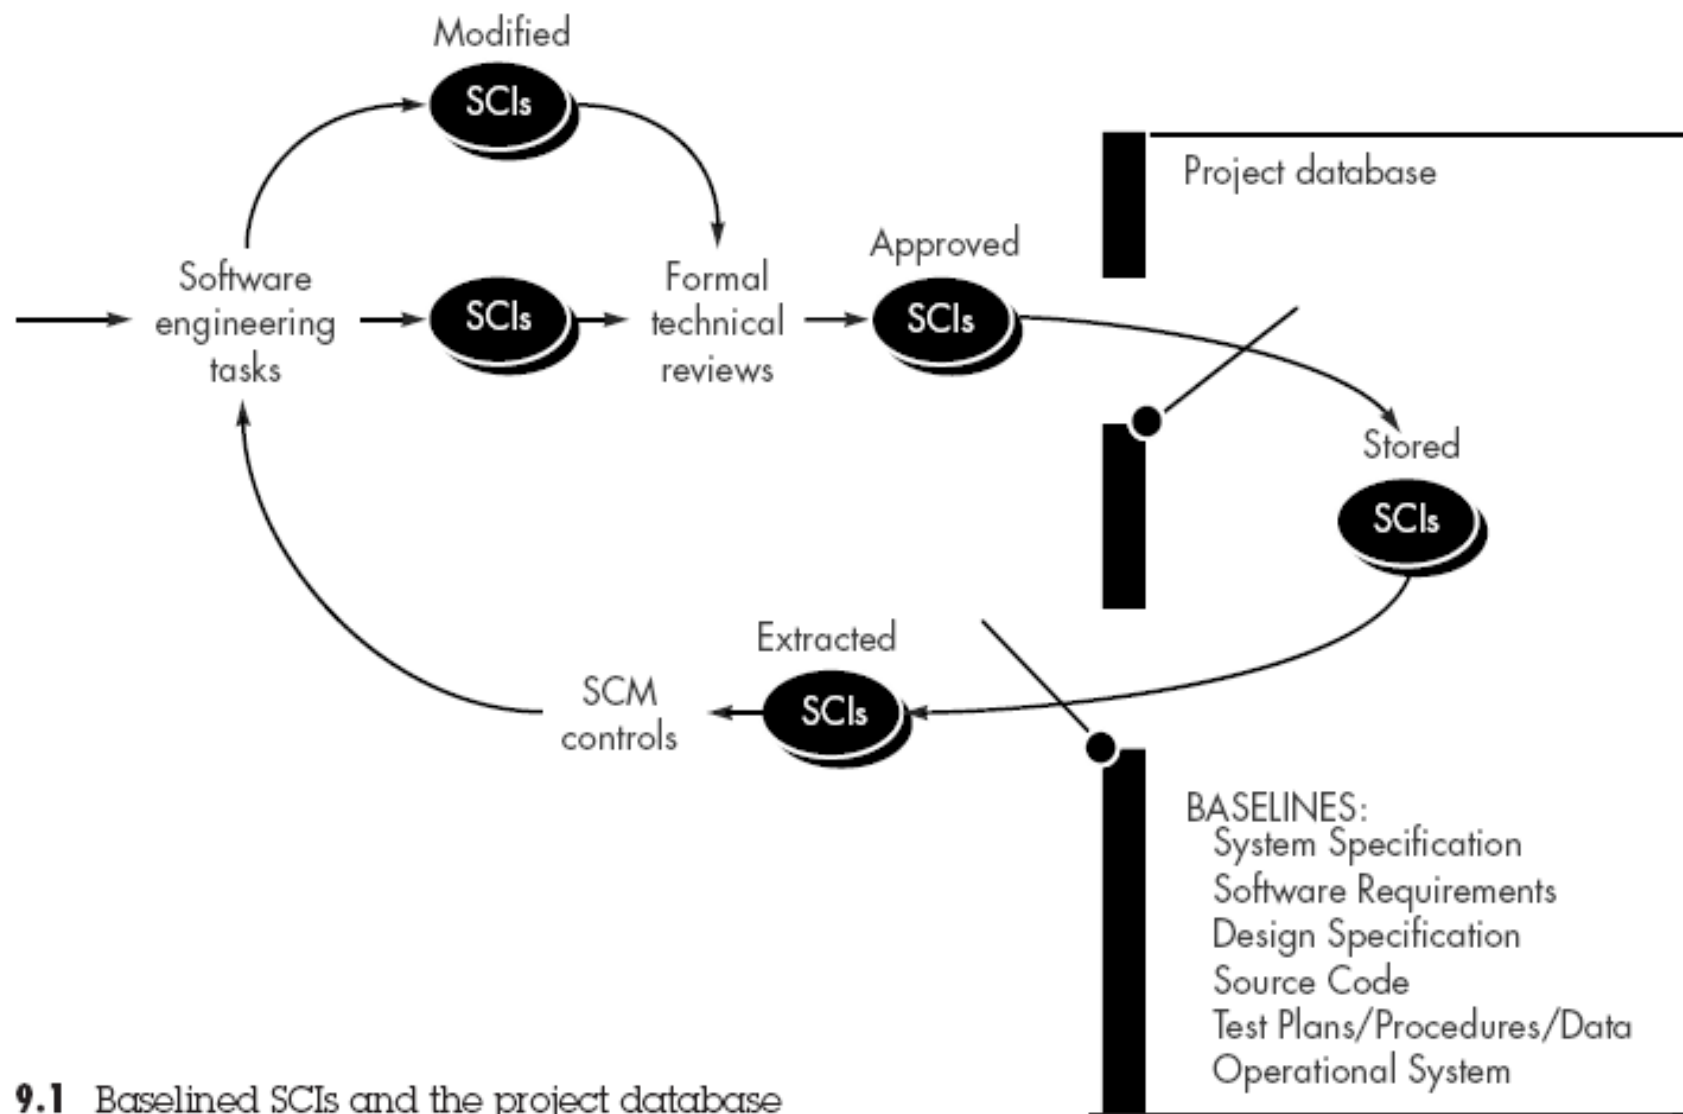 Modified
SCIs
Project database
Approved
Software
engineering
tasks
SCIs
Formal
technical
reviews
SCIs
Stored
SCIs
Extracted
SCIs
SCM
controls
BASELINES:
System Specification
Software Requirements
Design Specification
Source Code
Test Plans/Procedures/Data
Operational System
9.1 Baselined SCIs and the project database